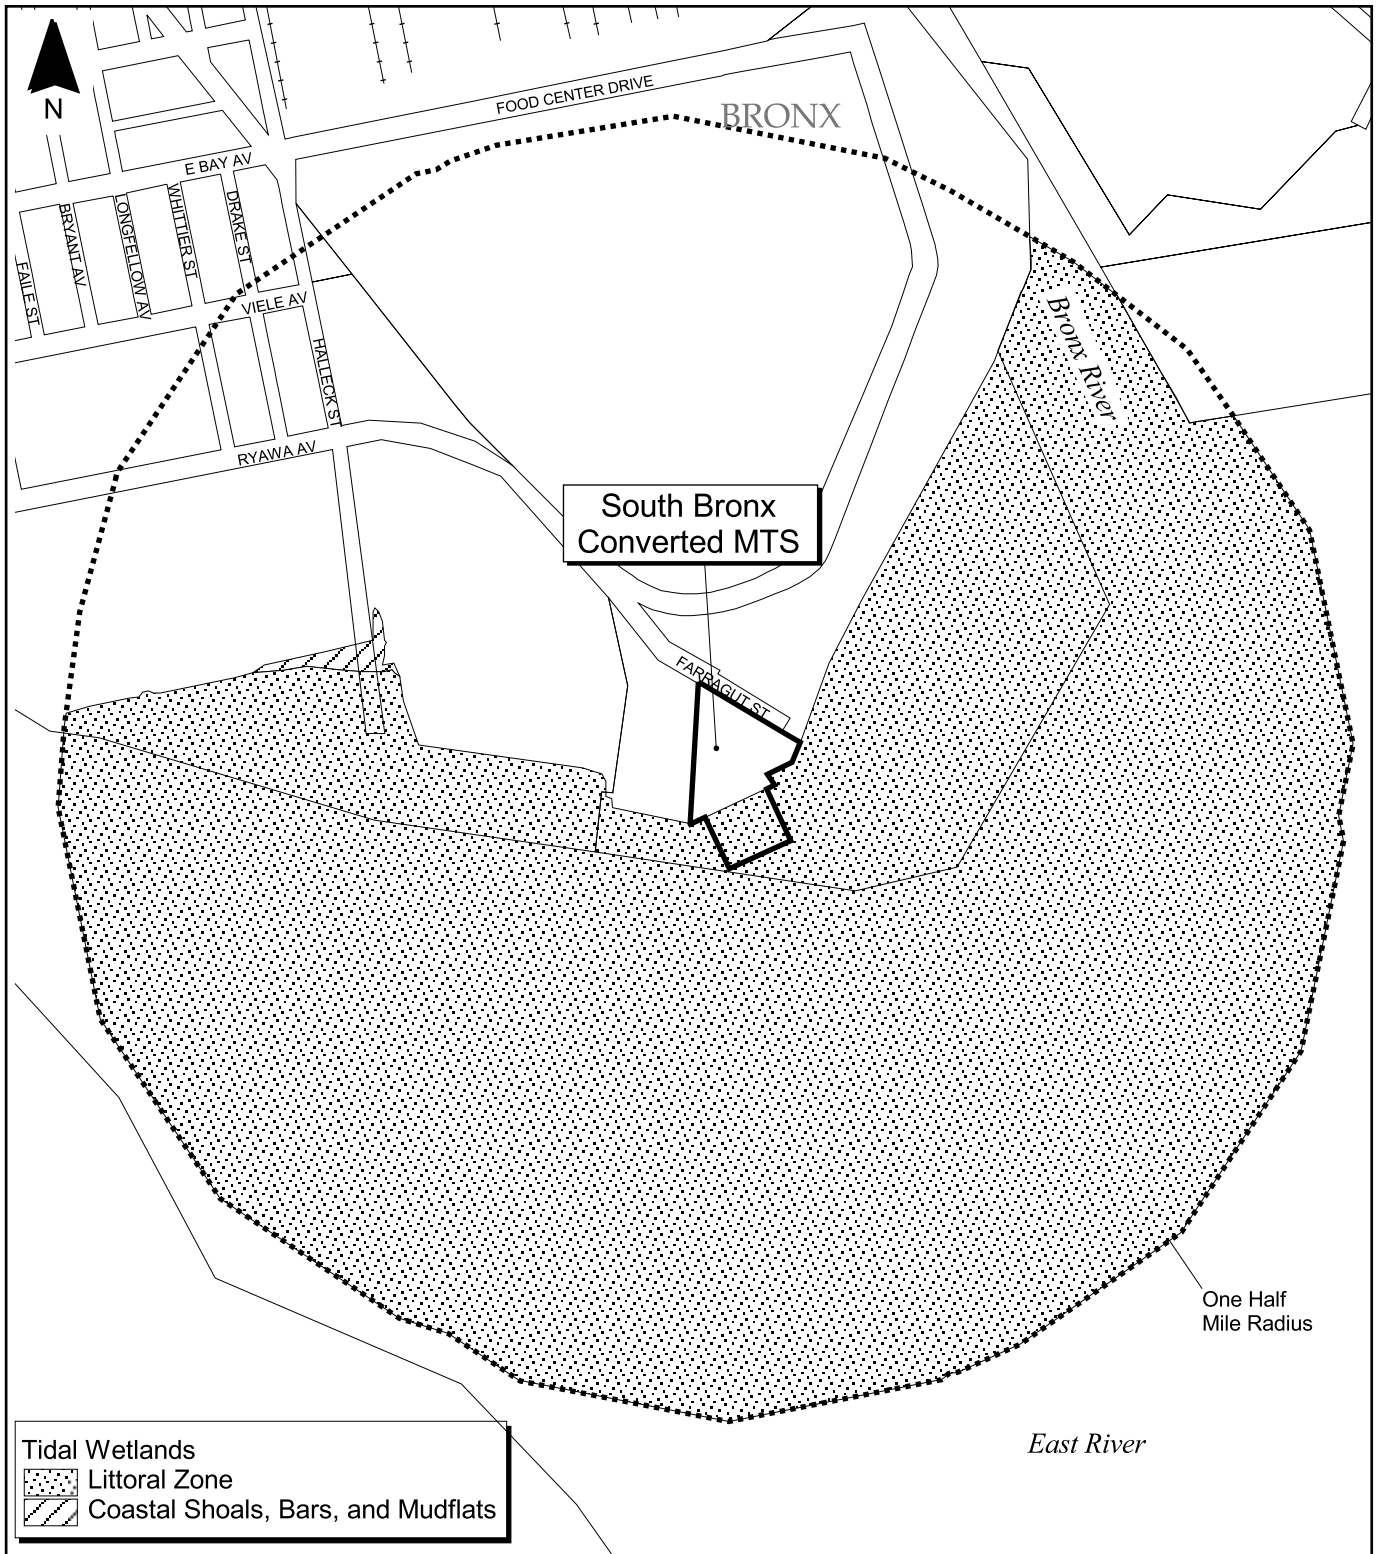 N
FOOD CENTER DRIVE
BRONX
E BAY AV
FAILE ST
BRYANT AV
LONGFELLOW AV
WHITTIER ST
DRAKE ST
VIELE AV
HALLECK ST
RYAWA AV
Bronx River
South Bronx
Converted MTS
FARRAGUT ST
One Half
Mile Radius
East River
Tidal Wetlands
Littoral Zone
Coastal Shoals, Bars, and Mudflats